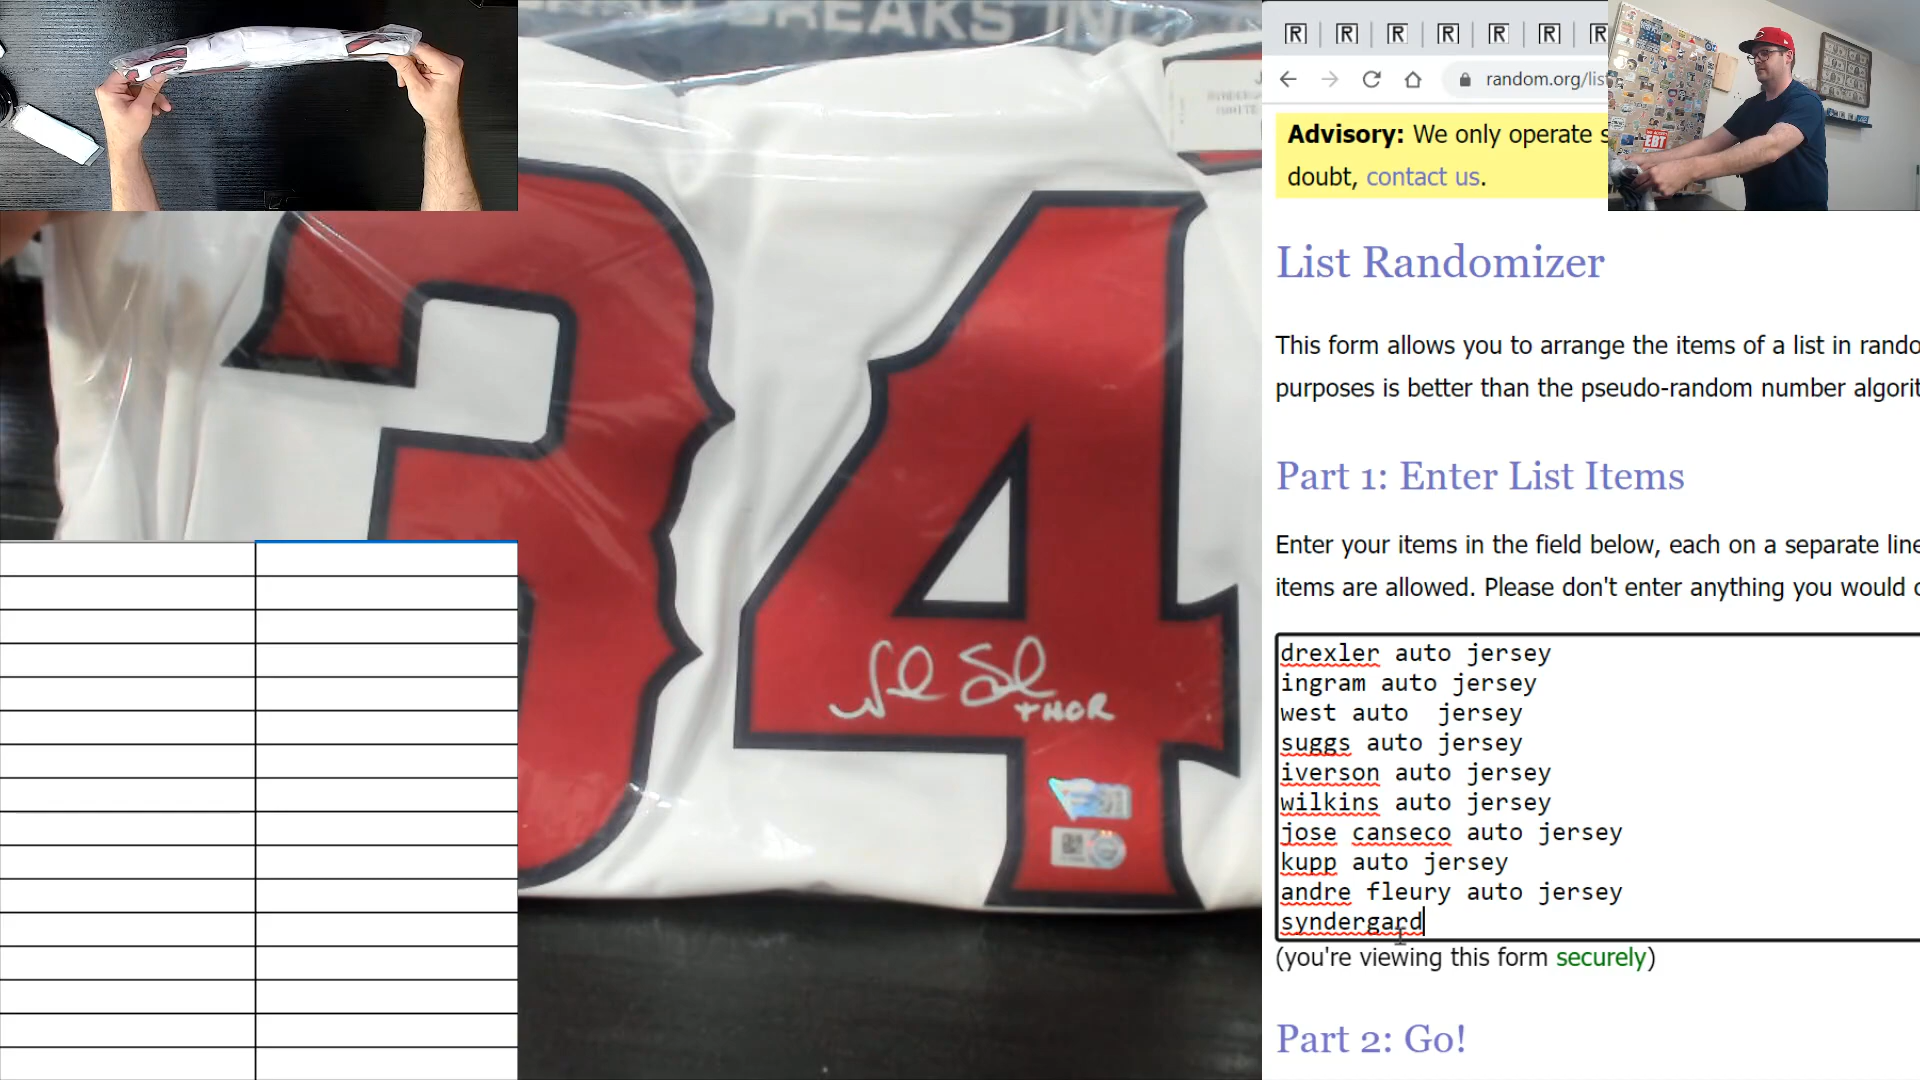 BREAKS IN
34
THOR
R R R R R R R
random.org/lis
Advisory: We only operate s
doubt, contact us.
EBT
List Randomizer
This form allows you to arrange the items of a list in rando
purposes is better than the pseudo-random number algorit
Part 1: Enter List Items
Enter your items in the field below, each on a separate line
items are allowed. Please don't enter anything you would o
drexler auto jersey
ingram auto jersey
west auto  jersey
suggs auto jersey
iverson auto jersey
wilkins auto jersey
jose canseco auto jersey
kupp auto jersey
andre fleury auto jersey
syndergard
(you're viewing this form securely)
Part 2: Go!